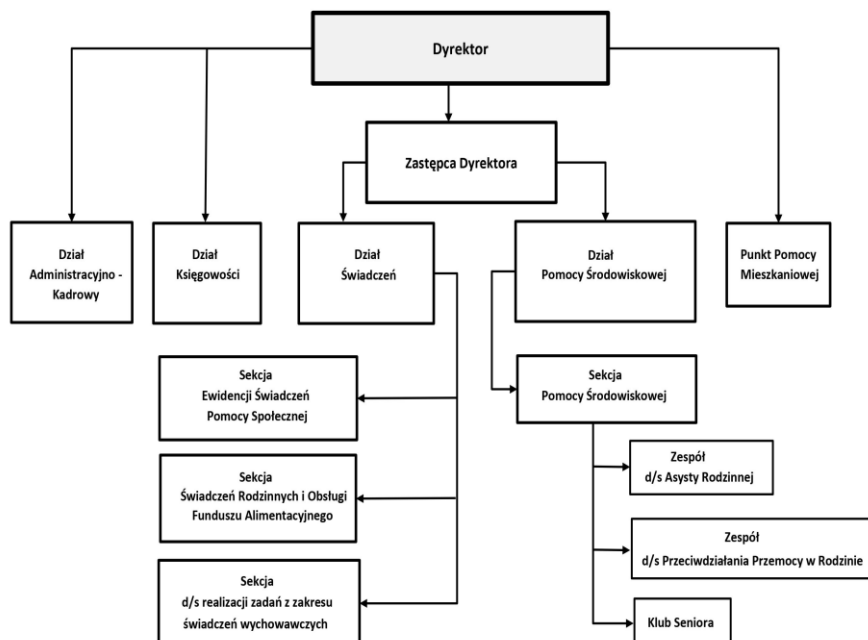 Dyrektor
Zastępca Dyrektora
Dział
Administracyjno -
Kadrowy
Dział
Księgowości
Dział
Świadczeń
Dział
Pomocy Środowiskowej
Punkt Pomocy
Mieszkaniowej
Sekcja
Ewidencji Świadczeń
Pomocy Społecznej
Sekcja
Pomocy Środowiskowej
Sekcja
Świadczeń Rodzinnych i Obsługi
Funduszu Alimentacyjnego
Zespół
d/s Asysty Rodzinnej
Zespół
d/s Przeciwdziałania Przemocy w Rodzinie
Sekcja
d/s realizacji zadań z zakresu
świadczeń wychowawczych
Klub Seniora